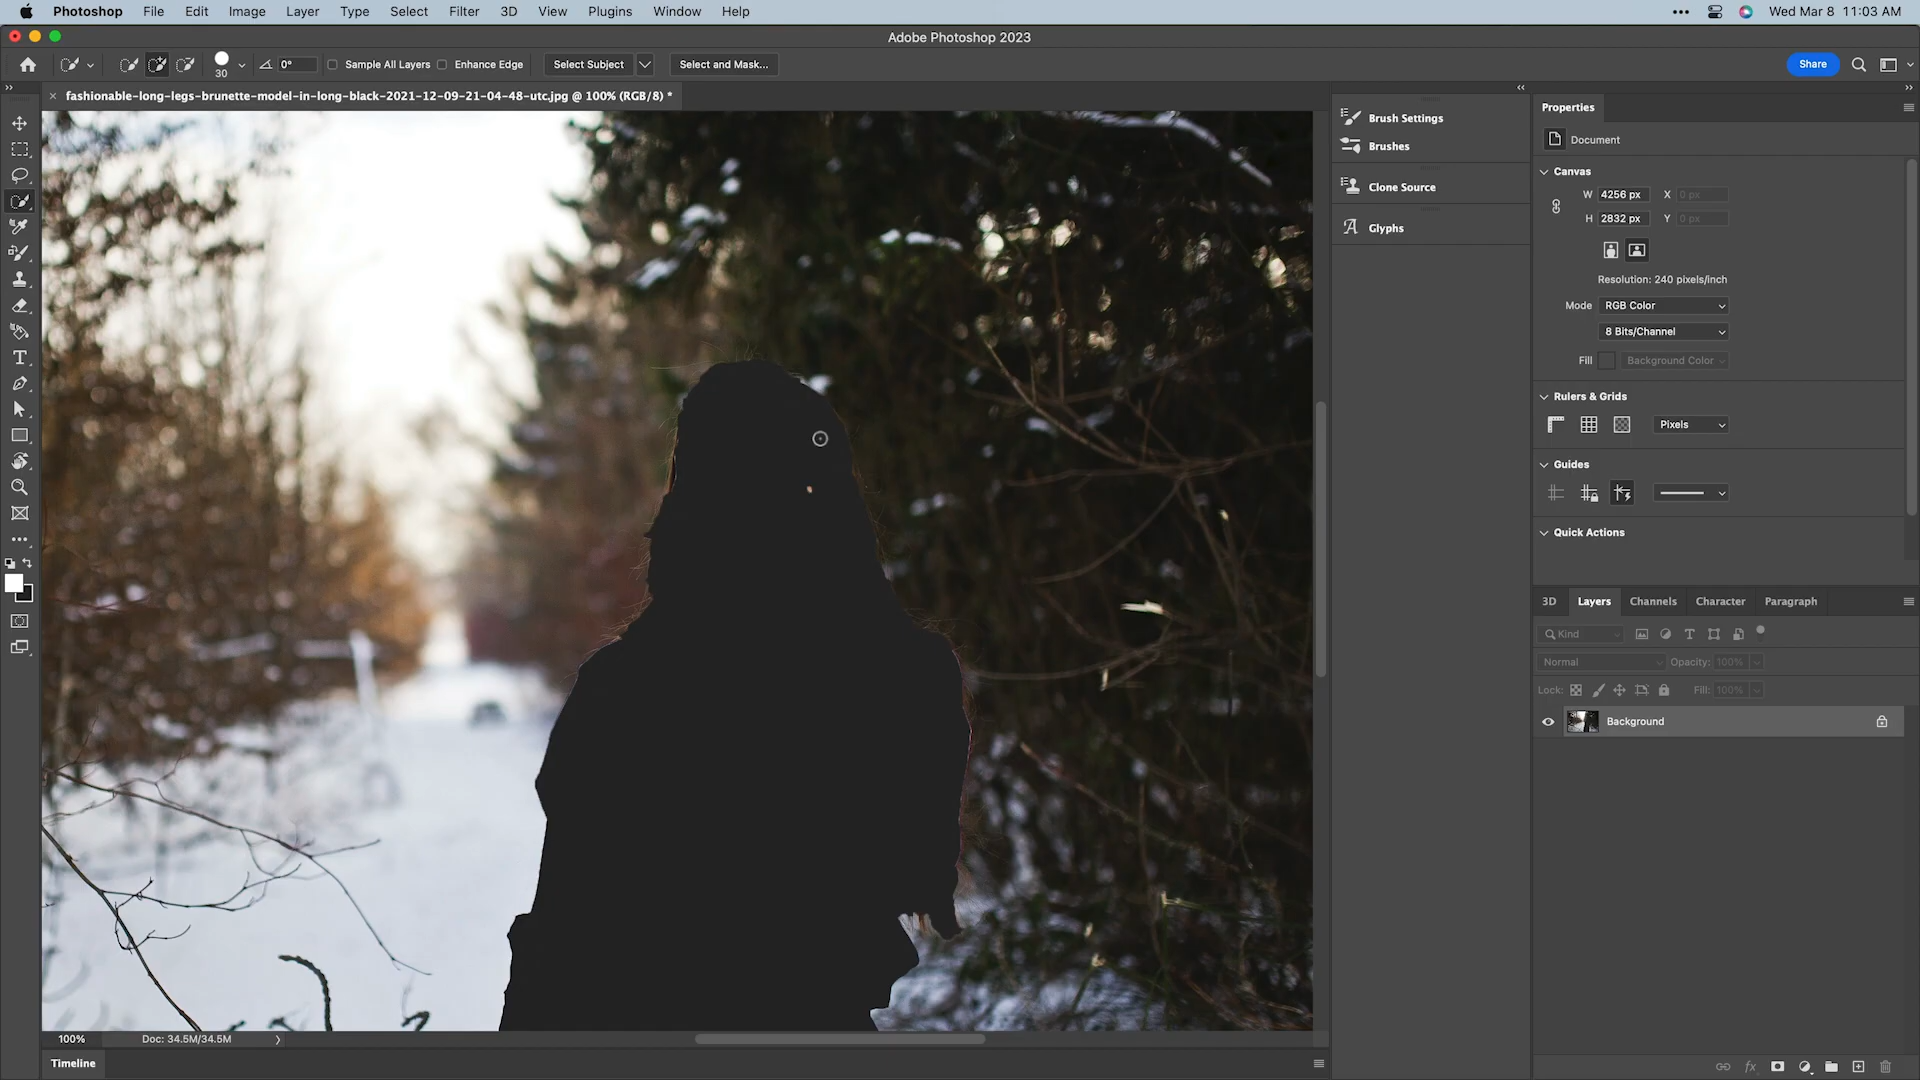 Photoshop File Edit Image Layer Type Select Filter 3D View Plugins Window Help Wed Mar 8 11:03 AM
Adobe Photoshop 2023
30 0° Sample All Layers Enhance Edge Select Subject Select and Mask... Share
fashionable-long-legs-brunette-model-in-long-black-2021-12-09-21-04-48-utc.jpg @ 100% (RGB/8) *
Brush Settings
Brushes
Clone Source
Glyphs
Properties
Document
Canvas
W 4256 px X 0 px
H 2832 px Y 0 px
Resolution: 240 pixels/inch
Mode RGB Color
8 Bits/Channel
Fill Background Color
Rulers & Grids
Pixels
Guides
Quick Actions
3D Layers Channels Character Paragraph
Kind
Normal Opacity: 100%
Lock: Fill: 100%
Background
100% Doc: 34.5M/34.5M
Timeline